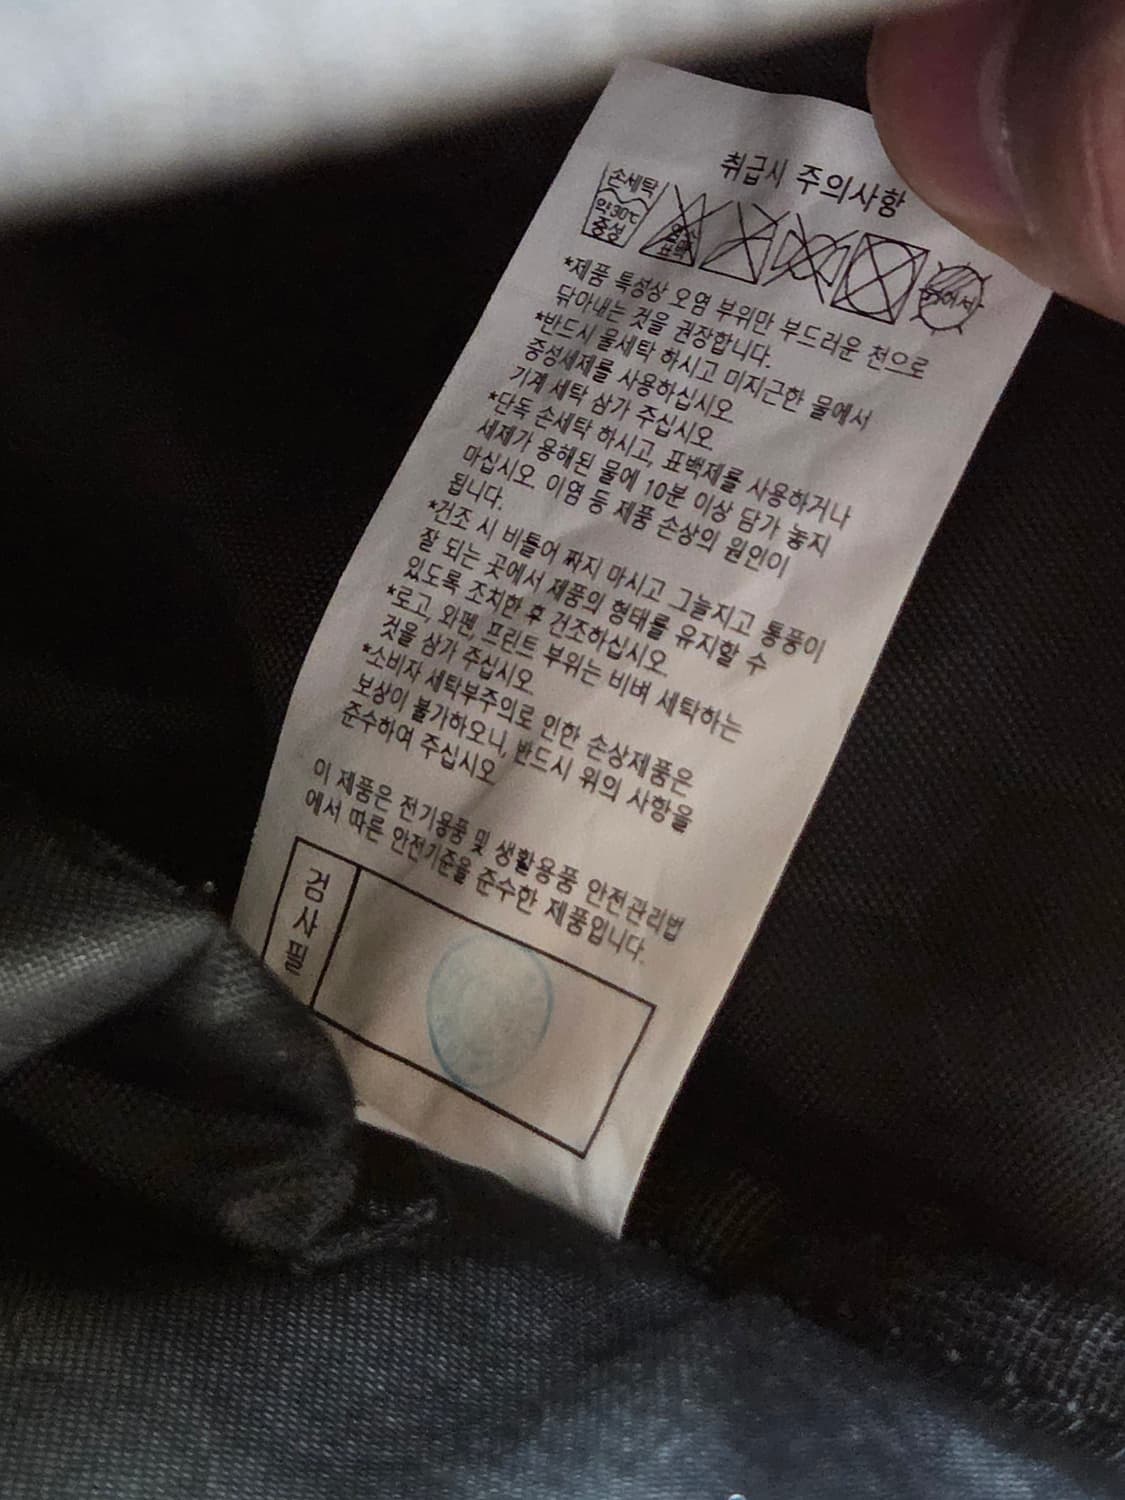 취급시 주의사항
손세탁
약30℃
중성
염소
표백
뉘어서
*제품 특성상 오염 부위만 부드러운 천으로
닦아내는 것을 권장합니다.
*반드시 물세탁 하시고 미지근한 물에서
중성세제를 사용하십시오
기계 세탁 삼가 주십시오
*단독 손세탁 하시고, 표백제를 사용하거나
세제가 용해된 물에 10분 이상 담가 놓지
마십시오 이염 등 제품 손상의 원인이
됩니다.
*건조 시 비틀어 짜지 마시고 그늘지고 통풍이
잘 되는 곳에서 제품의 형태를 유지할 수
있도록 조치한 후 건조하십시오
*로고, 와펜, 프린트 부위는 비벼 세탁하는
것을 삼가 주십시오
*소비자 세탁부주의로 인한 손상제품은
보상이 불가하오니, 반드시 위의 사항을
준수하여 주십시오
이 제품은 전기용품 및 생활용품 안전관리법
에서 따른 안전기준을 준수한 제품입니다.
검사필